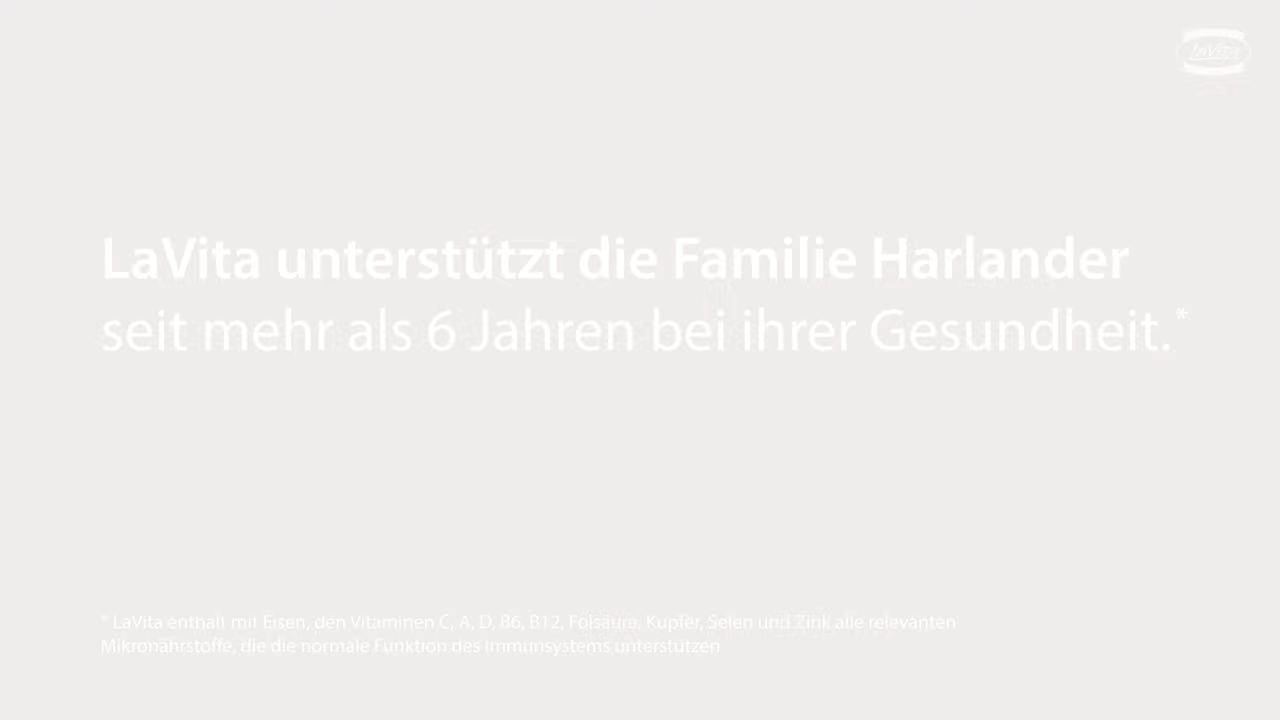 LaVita
LaVita unterstützt die Familie Harlander
seit mehr als 6 Jahren bei ihrer Gesundheit.*
* LaVita enthält mit Eisen, den Vitaminen C, A, D, B6, B12, Folsäure, Kupfer, Selen und Zink alle relevanten
Mikronährstoffe, die die normale Funktion des Immunsystems unterstützen